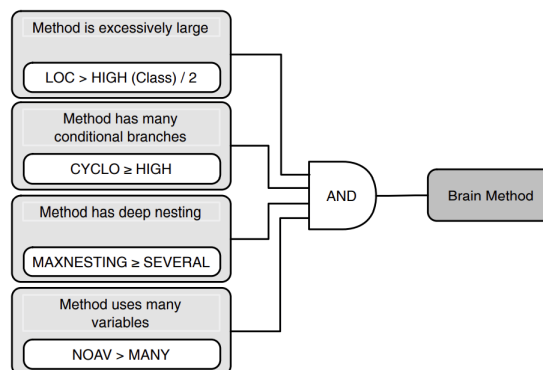 Method is excessively large
LOC > HIGH (Class) / 2
Method has many
conditional branches
CYCLO ≥ HIGH
Method has deep nesting
MAXNESTING ≥ SEVERAL
Method uses many
variables
NOAV > MANY
AND
Brain Method